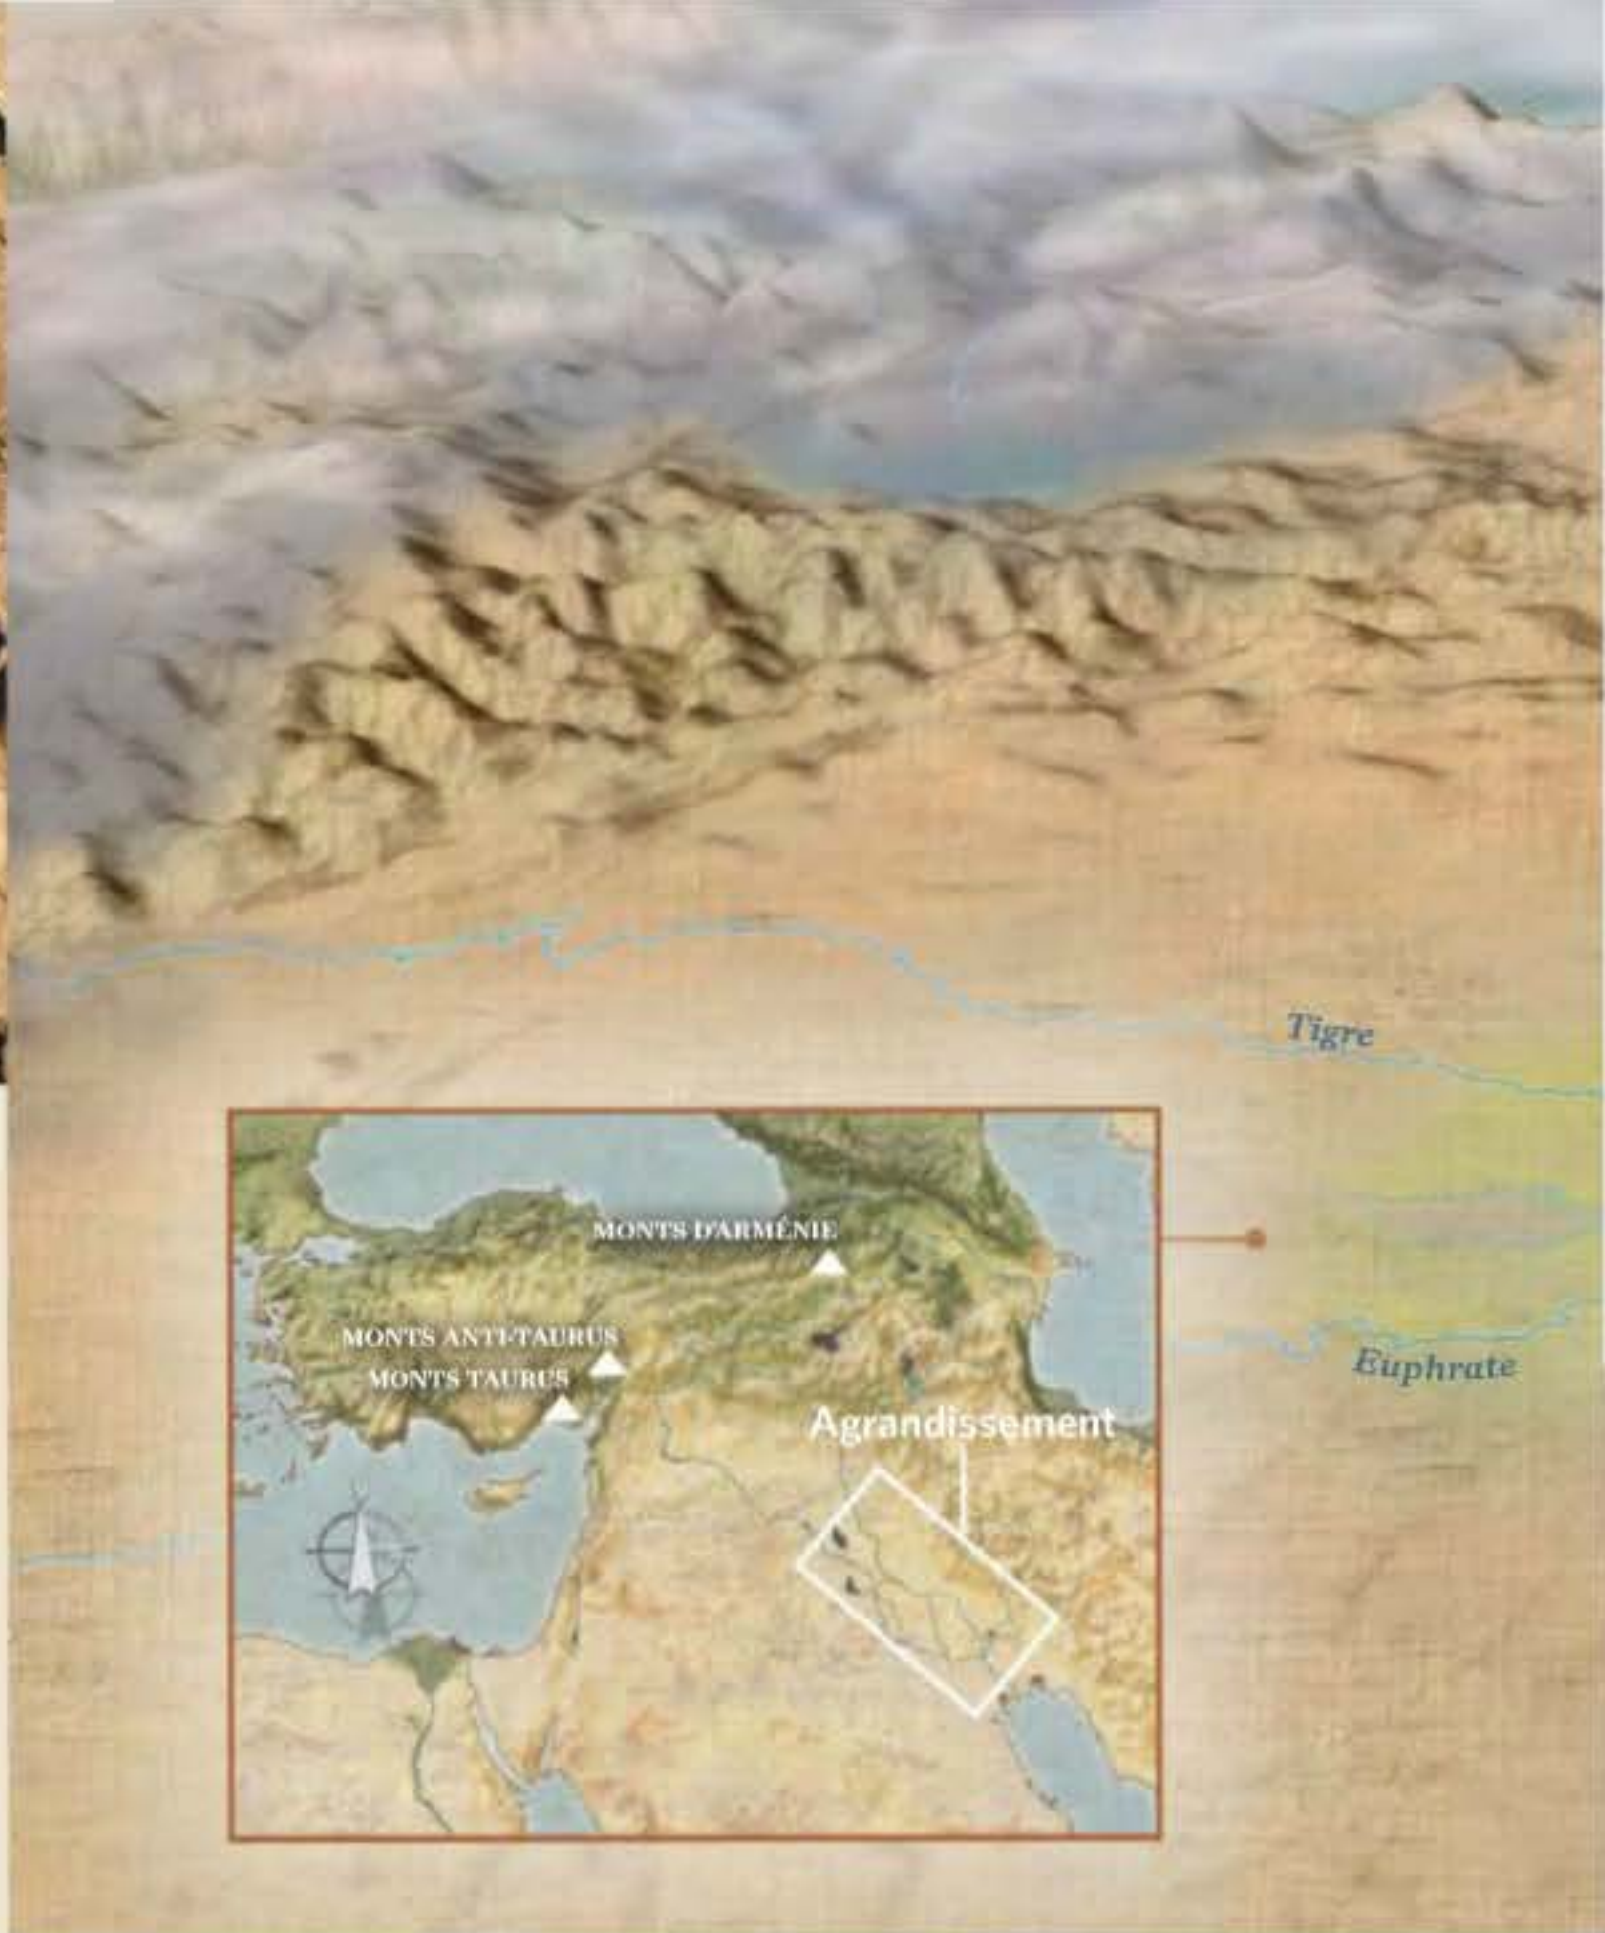 Tigre
MONTS D'ARMÉNIE
MONTS ANTI-TAURUS
MONTS TAURUS
Euphrate
Agrandissement